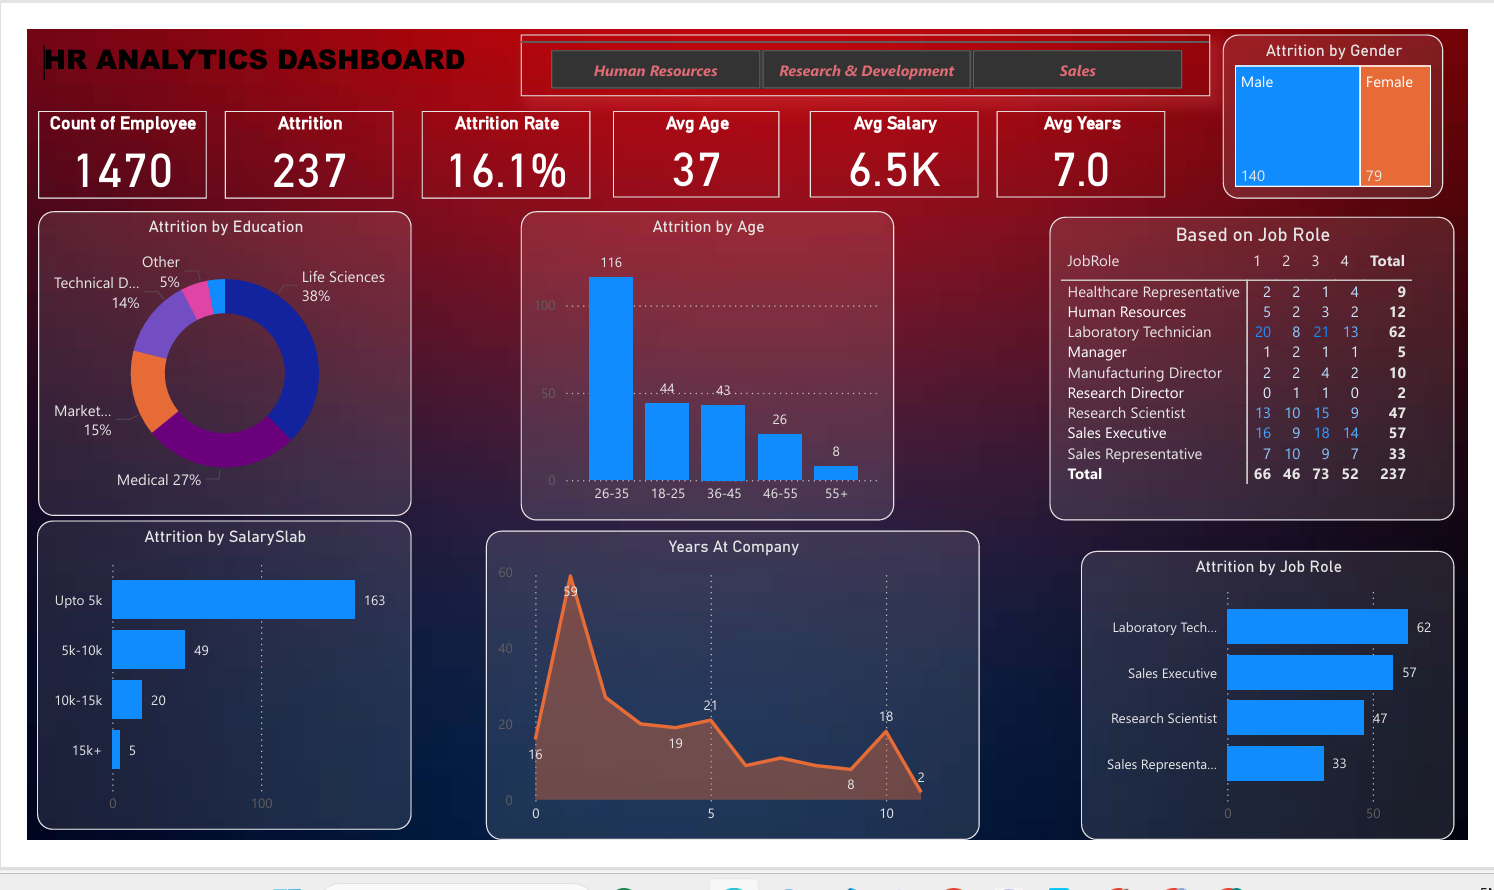 HR ANALYTICS DASHBOARD
Human Resources
Research & Development
Sales
Attrition by Gender
Male
Female
140
79
Count of Employee
1470
Attrition
237
Attrition Rate
16.1%
Avg Age
37
Avg Salary
6.5K
Avg Years
7.0
Attrition by Education
Other
5%
Life Sciences
38%
Technical D...
14%
Market...
15%
Medical 27%
Attrition by Age
116
100
44
43
50
26
8
0
26-35 18-25 36-45 46-55 55+
Based on Job Role
JobRole 1 2 3 4 Total
Healthcare Representative 2 2 1 4 9
Human Resources 5 2 3 2 12
Laboratory Technician 20 8 21 13 62
Manager 1 2 1 1 5
Manufacturing Director 2 2 4 2 10
Research Director 0 1 1 0 2
Research Scientist 13 10 15 9 47
Sales Executive 16 9 18 14 57
Sales Representative 7 10 9 7 33
Total 66 46 73 52 237
Attrition by SalarySlab
Upto 5k 163
5k-10k 49
10k-15k 20
15k+ 5
0 100
Years At Company
60
59
40
21
18
20
19
16
8
2
0
0 5 10
Attrition by Job Role
Laboratory Tech... 62
Sales Executive 57
Research Scientist 47
Sales Representa... 33
0 50